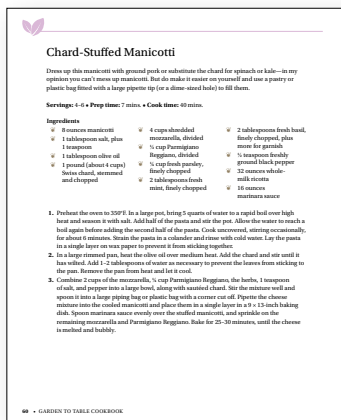 Chard-Stuffed Manicotti
Dress up this manicotti with ground pork or substitute the chard for spinach or kale—in my
opinion you can't mess up manicotti. But do make it easier on yourself and use a pastry or
plastic bag fitted with a large pipette tip (or a dime-sized hole) to fill them.
Servings: 4–6 • Prep time: 7 mins. • Cook time: 40 mins.
Ingredients
8 ounces manicotti
1 tablespoon salt, plus
1 teaspoon
1 tablespoon olive oil
1 pound (about 4 cups)
Swiss chard, stemmed
and chopped
4 cups shredded
mozzarella, divided
cup Parmigiano
Reggiano, divided
cup fresh parsley,
finely chopped
2 tablespoons fresh
mint, finely chopped
2 tablespoons fresh basil,
finely chopped, plus
more for garnish
teaspoon freshly
ground black pepper
32 ounces whole-
milk ricotta
16 ounces
marinara sauce
1. Preheat the oven to 350°F. In a large pot, bring 5 quarts of water to a rapid boil over high
heat and season it with salt. Add half of the pasta and stir the pot. Allow the water to reach a
boil again before adding the second half of the pasta. Cook uncovered, stirring occasionally,
for about 6 minutes. Strain the pasta in a colander and rinse with cold water. Lay the pasta
in a single layer on wax paper to prevent it from sticking together.
2. In a large rimmed pan, heat the olive oil over medium heat. Add the chard and stir until it
has wilted. Add 1–2 tablespoons of water as necessary to prevent the leaves from sticking to
the pan. Remove the pan from heat and let it cool.
3. Combine 2 cups of the mozzarella, cup Parmigiano Reggiano, the herbs, 1 teaspoon
of salt, and pepper into a large bowl, along with sautéed chard. Stir the mixture well and
spoon it into a large piping bag or plastic bag with a corner cut off. Pipette the cheese
mixture into the cooled manicotti and place them in a single layer in a 9 × 13-inch baking
dish. Spoon marinara sauce evenly over the stuffed manicotti, and sprinkle on the
remaining mozzarella and Parmigiano Reggiano. Bake for 25–30 minutes, until the cheese
is melted and bubbly.
60 • GARDEN TO TABLE COOKBOOK